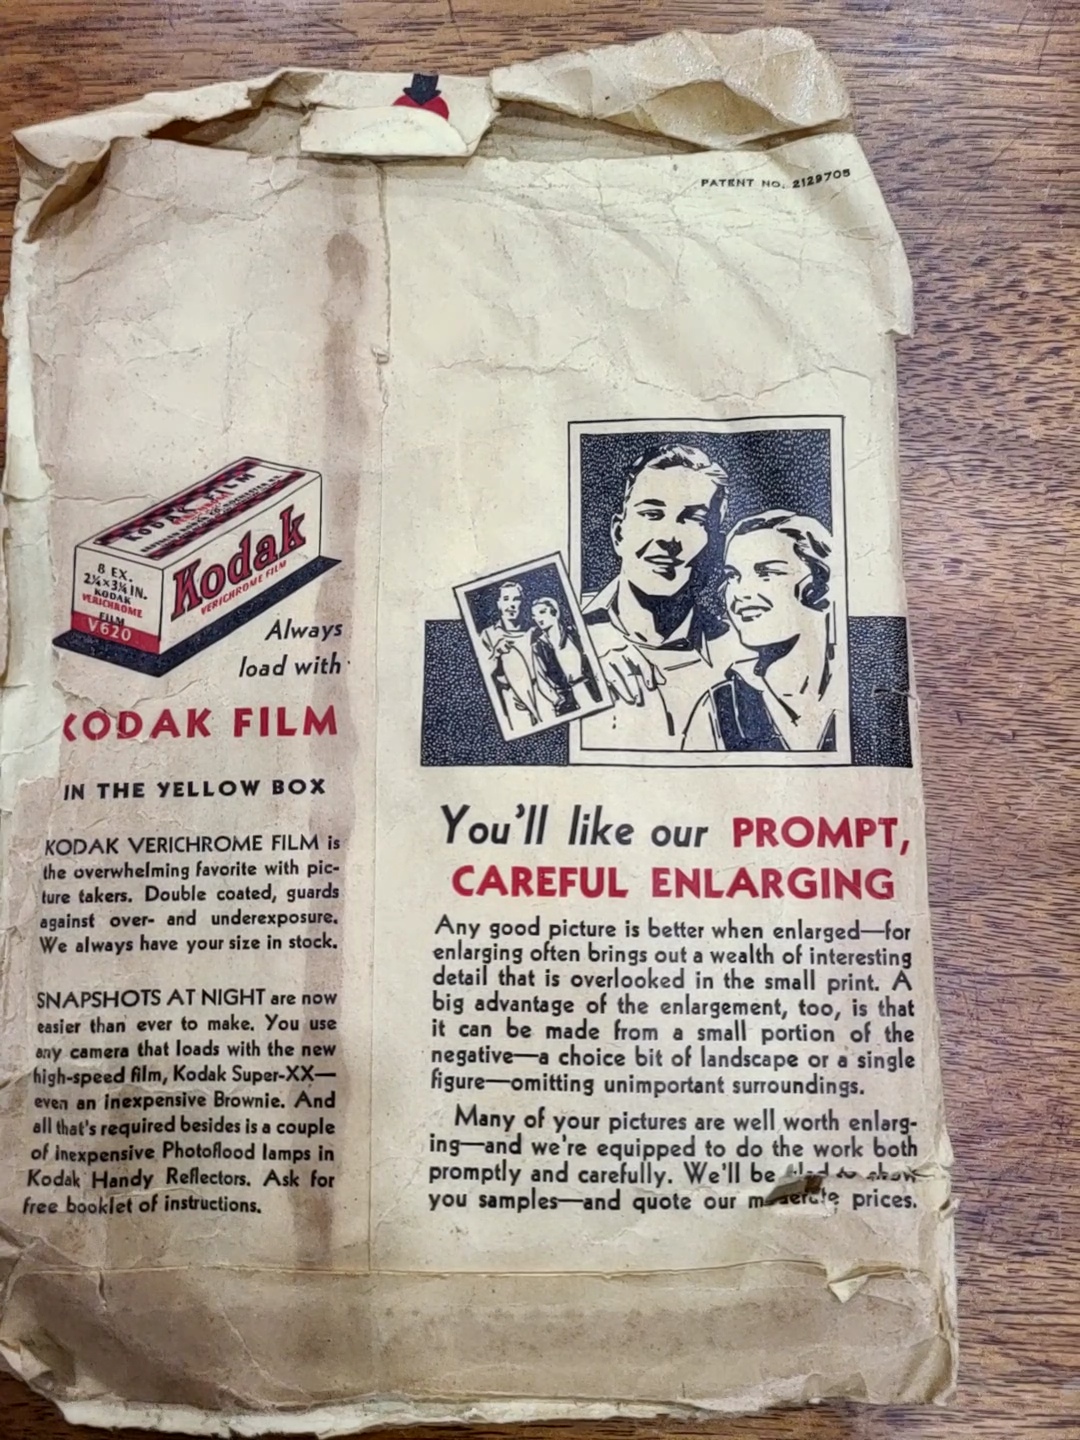 PATENT NO. 2129705
KODAK FILM
VERICHROME
8 EX.
2¼×3¼ IN.
KODAK
VERICHROME
FILM
V620
Kodak
VERICHROME FILM
Always
load with
KODAK FILM
IN THE YELLOW BOX
KODAK VERICHROME FILM is
the overwhelming favorite with pic-
ture takers. Double coated, guards
against over- and underexposure.
We always have your size in stock.
SNAPSHOTS AT NIGHT are now
easier than ever to make. You use
any camera that loads with the new
high-speed film, Kodak Super-XX—
even an inexpensive Brownie. And
all that's required besides is a couple
of inexpensive Photoflood lamps in
Kodak Handy Reflectors. Ask for
free booklet of instructions.
You'll like our PROMPT,
CAREFUL ENLARGING
Any good picture is better when enlarged—for
enlarging often brings out a wealth of interesting
detail that is overlooked in the small print. A
big advantage of the enlargement, too, is that
it can be made from a small portion of the
negative—a choice bit of landscape or a single
figure—omitting unimportant surroundings.
Many of your pictures are well worth enlarg-
ing—and we're equipped to do the work both
promptly and carefully. We'll be glad to show
you samples—and quote our moderate prices.